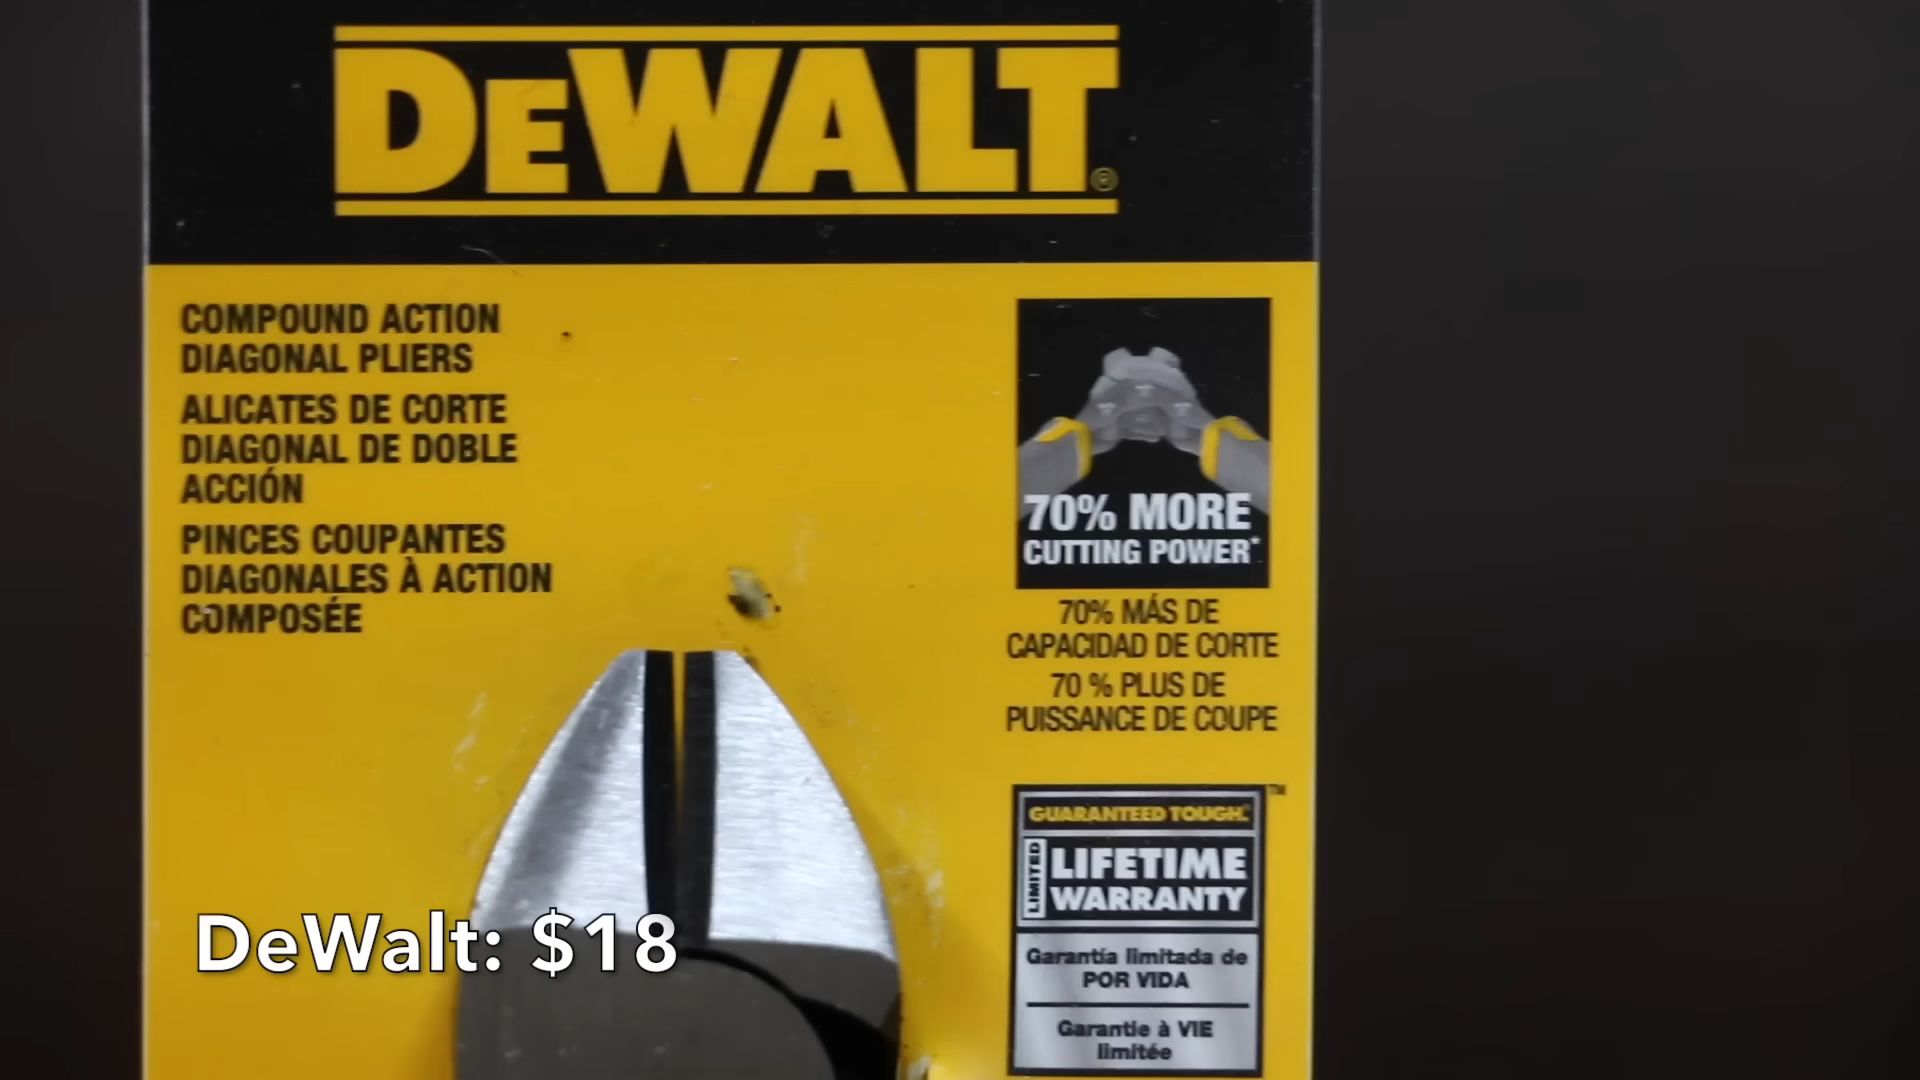 DEWALT®
COMPOUND ACTION
DIAGONAL PLIERS
ALICATES DE CORTE
DIAGONAL DE DOBLE
ACCIÓN
PINCES COUPANTES
DIAGONALES À ACTION
COMPOSÉE
70% MORE
CUTTING POWER*
70% MÁS DE
CAPACIDAD DE CORTE
70 % PLUS DE
PUISSANCE DE COUPE
GUARANTEED TOUGH.® ™
LIMITED
LIFETIME
WARRANTY
Garantía limitada de
POR VIDA
Garantie à VIE
limitée
DeWalt: $18